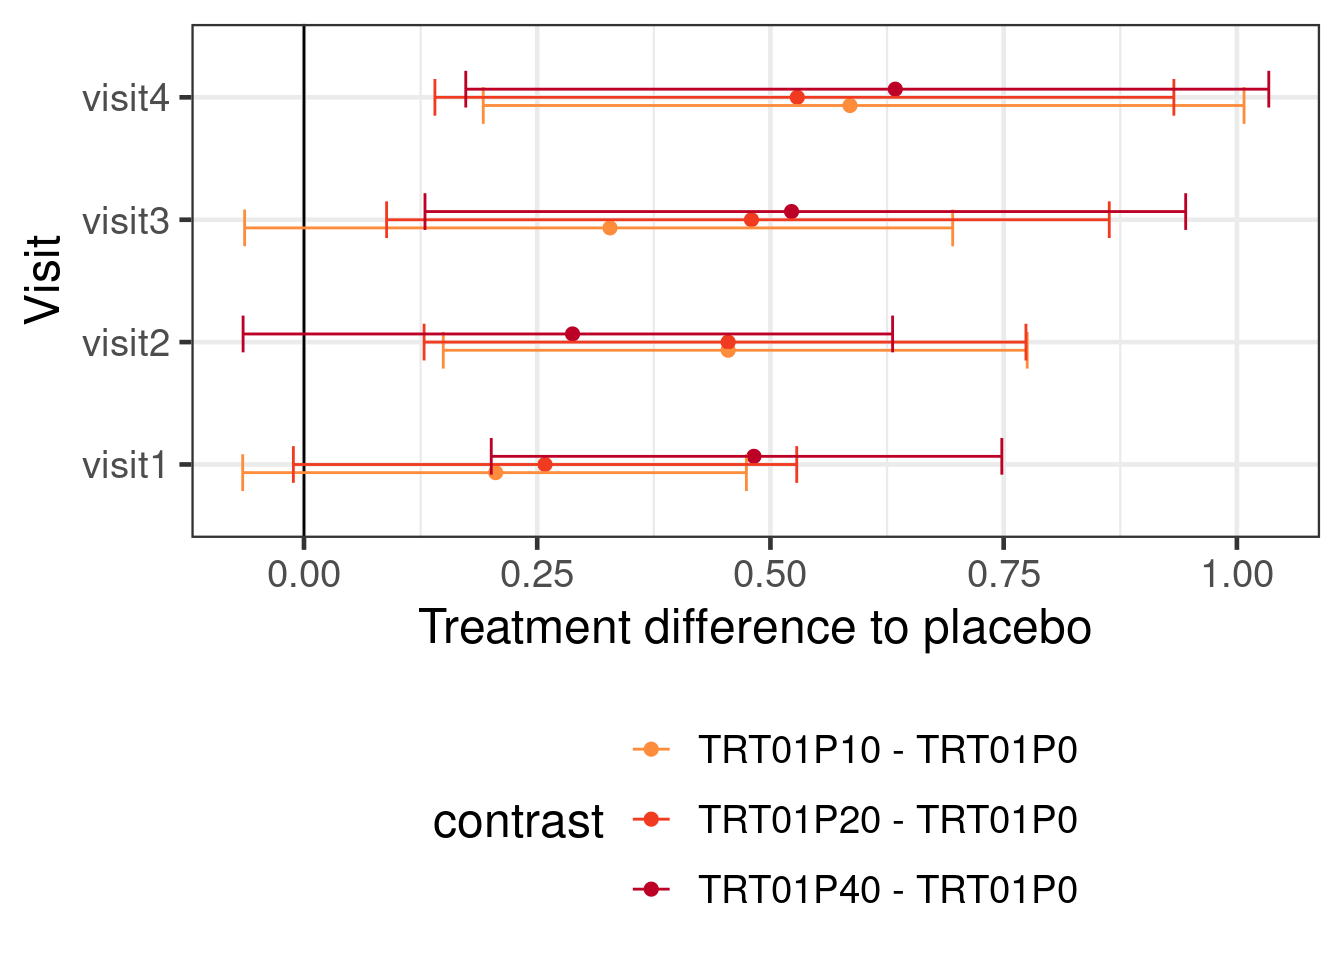 visit4
visit3
visit2
visit1
Visit
0.00 0.25 0.50 0.75 1.00
Treatment difference to placebo
contrast
TRT01P10 - TRT01P0
TRT01P20 - TRT01P0
TRT01P40 - TRT01P0